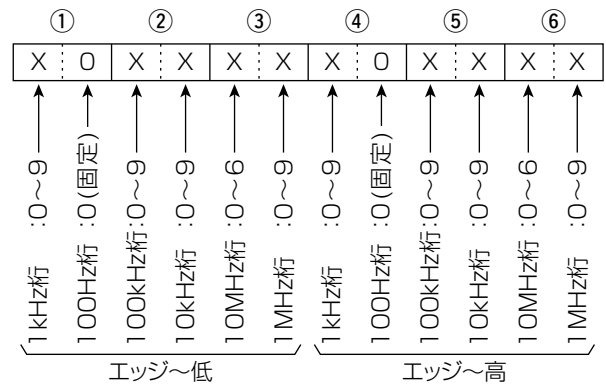 ① ② ③ ④ ⑤ ⑥
X 0 X X X X X 0 X X X X
1kHz桁 :0~9
100Hz桁 :0(固定)
100kHz桁:0~9
10kHz桁 :0~9
10MHz桁 :0~6
1MHz桁 :0~9
1kHz桁 :0~9
100Hz桁 :0(固定)
100kHz桁:0~9
10kHz桁 :0~9
10MHz桁 :0~6
1MHz桁 :0~9
エッジ~低 エッジ~高